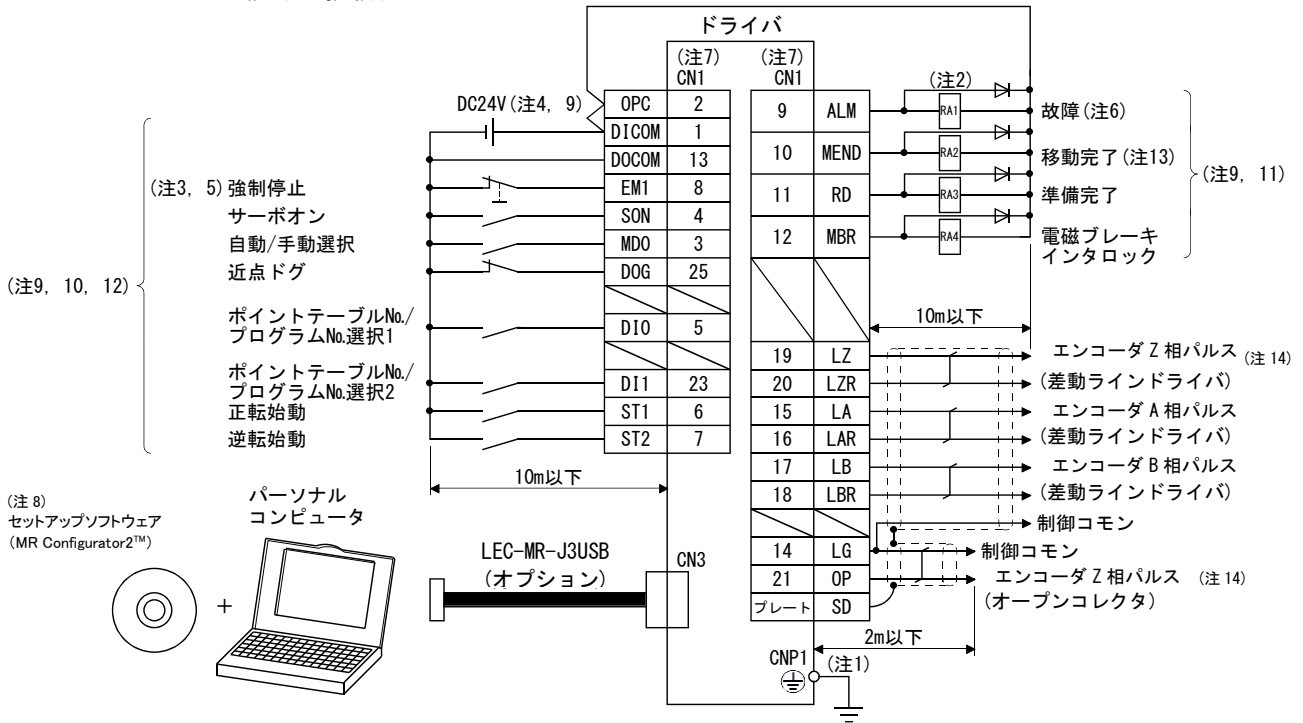 ドライバ
(注7)
CN1
(注7)
CN1
DC24V(注4, 9)
OPC 2
DICOM 1
DOCOM 13
(注3, 5) 強制停止 EM1 8
サーボオン SON 4
自動/手動選択 MD0 3
近点ドグ DOG 25
(注9, 10, 12)
ポイントテーブルNo./
プログラムNo.選択1 DI0 5
ポイントテーブルNo./
プログラムNo.選択2 DI1 23
正転始動 ST1 6
逆転始動 ST2 7
10m以下
(注2)
9 ALM RA1 故障(注6)
10 MEND RA2 移動完了(注13)
11 RD RA3 準備完了
12 MBR RA4 電磁ブレーキ
インタロック
(注9, 11)
10m以下
19 LZ エンコーダ Z 相パルス (注 14)
20 LZR (差動ラインドライバ)
15 LA エンコーダ A 相パルス
16 LAR (差動ラインドライバ)
17 LB エンコーダ B 相パルス
18 LBR (差動ラインドライバ)
制御コモン
14 LG 制御コモン
21 OP エンコーダ Z 相パルス (注 14)
(オープンコレクタ)
プレート SD
2m以下
(注 8)
セットアップソフトウェア
(MR Configurator2™)
+
パーソナル
コンピュータ
LEC-MR-J3USB
(オプション)
CN3
CNP1
(注1)